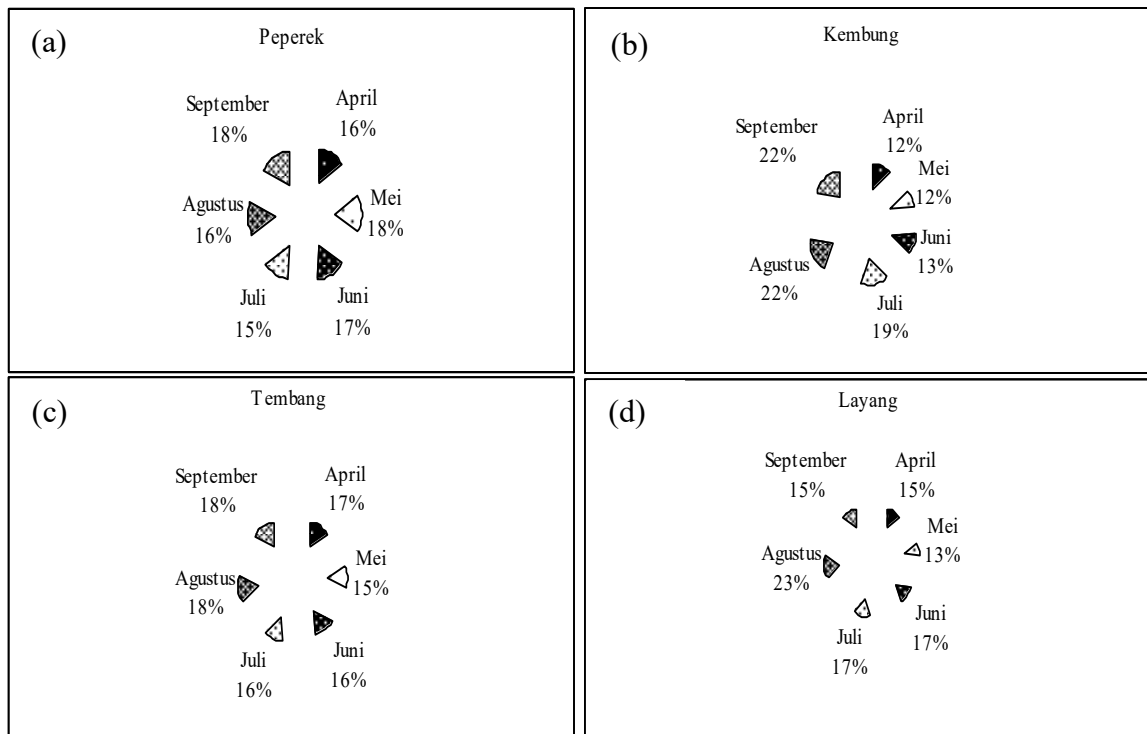 (a)
Peperek
September
18%
April
16%
Agustus
16%
Mei
18%
Juli
15%
Juni
17%
(b)
Kembung
September
22%
April
12%
Mei
12%
Agustus
22%
Juni
13%
Juli
19%
(c)
Tembang
September
18%
April
17%
Agustus
18%
Mei
15%
Juli
16%
Juni
16%
(d)
Layang
September
15%
April
15%
Agustus
23%
Mei
13%
Juli
17%
Juni
17%